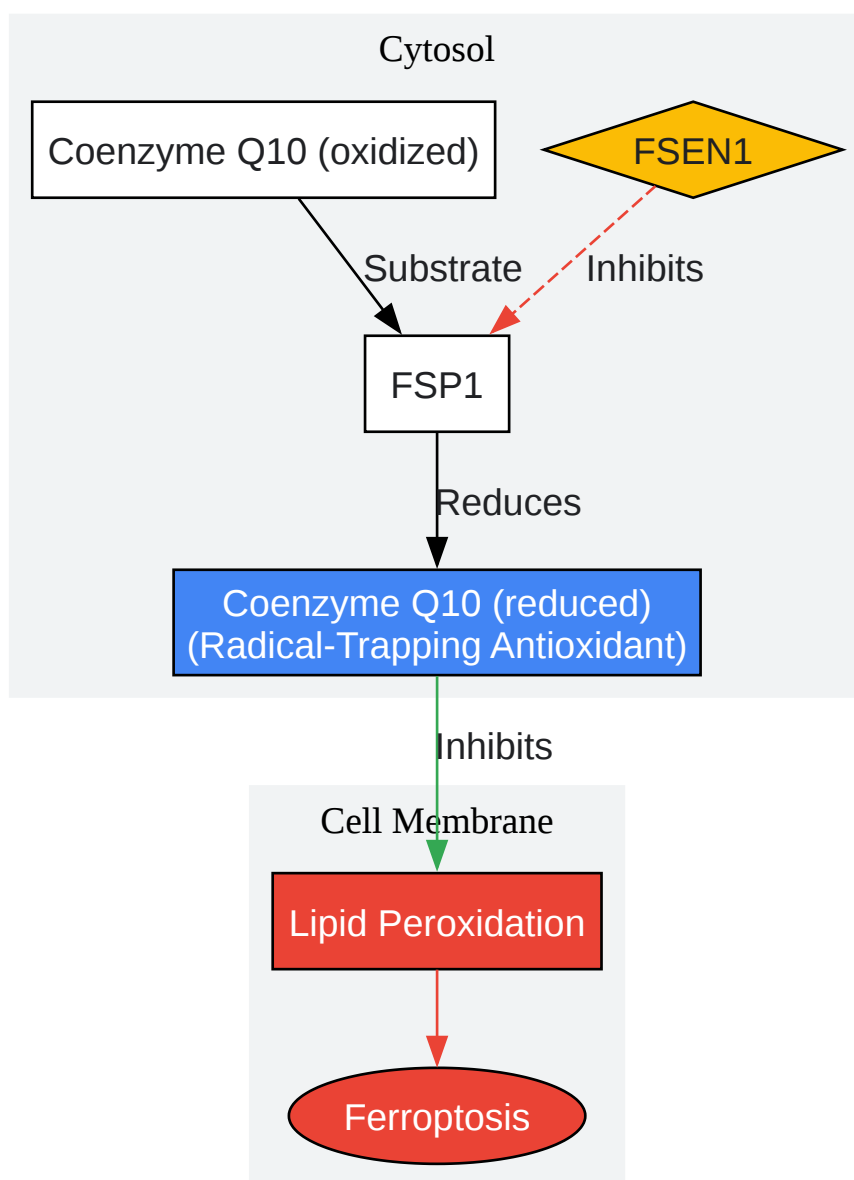 Cytosol
Coenzyme Q10 (oxidized)
FSEN1
Substrate
Inhibits
FSP1
Reduces
Coenzyme Q10 (reduced)
(Radical-Trapping Antioxidant)
Inhibits
Cell Membrane
Lipid Peroxidation
Ferroptosis